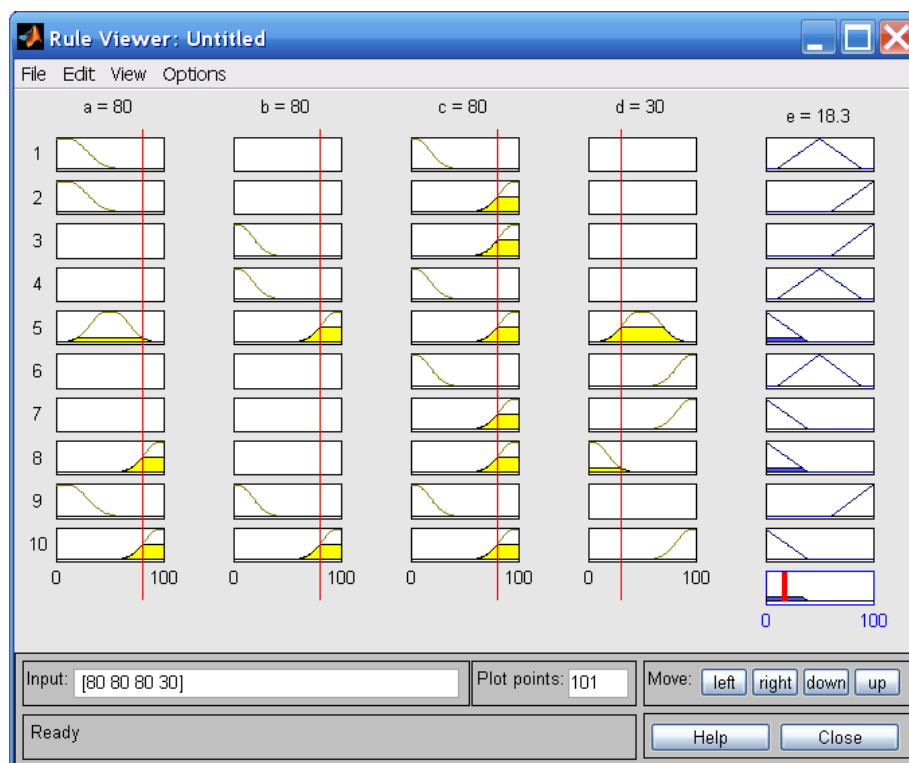 Rule Viewer: Untitled
File Edit View Options
a = 80 b = 80 c = 80 d = 30 e = 18.3
1
2
3
4
5
6
7
8
9
10
0 100 0 100 0 100 0 100
0 100
Input: [80 80 80 30] Plot points: 101 Move: left right down up
Ready Help Close